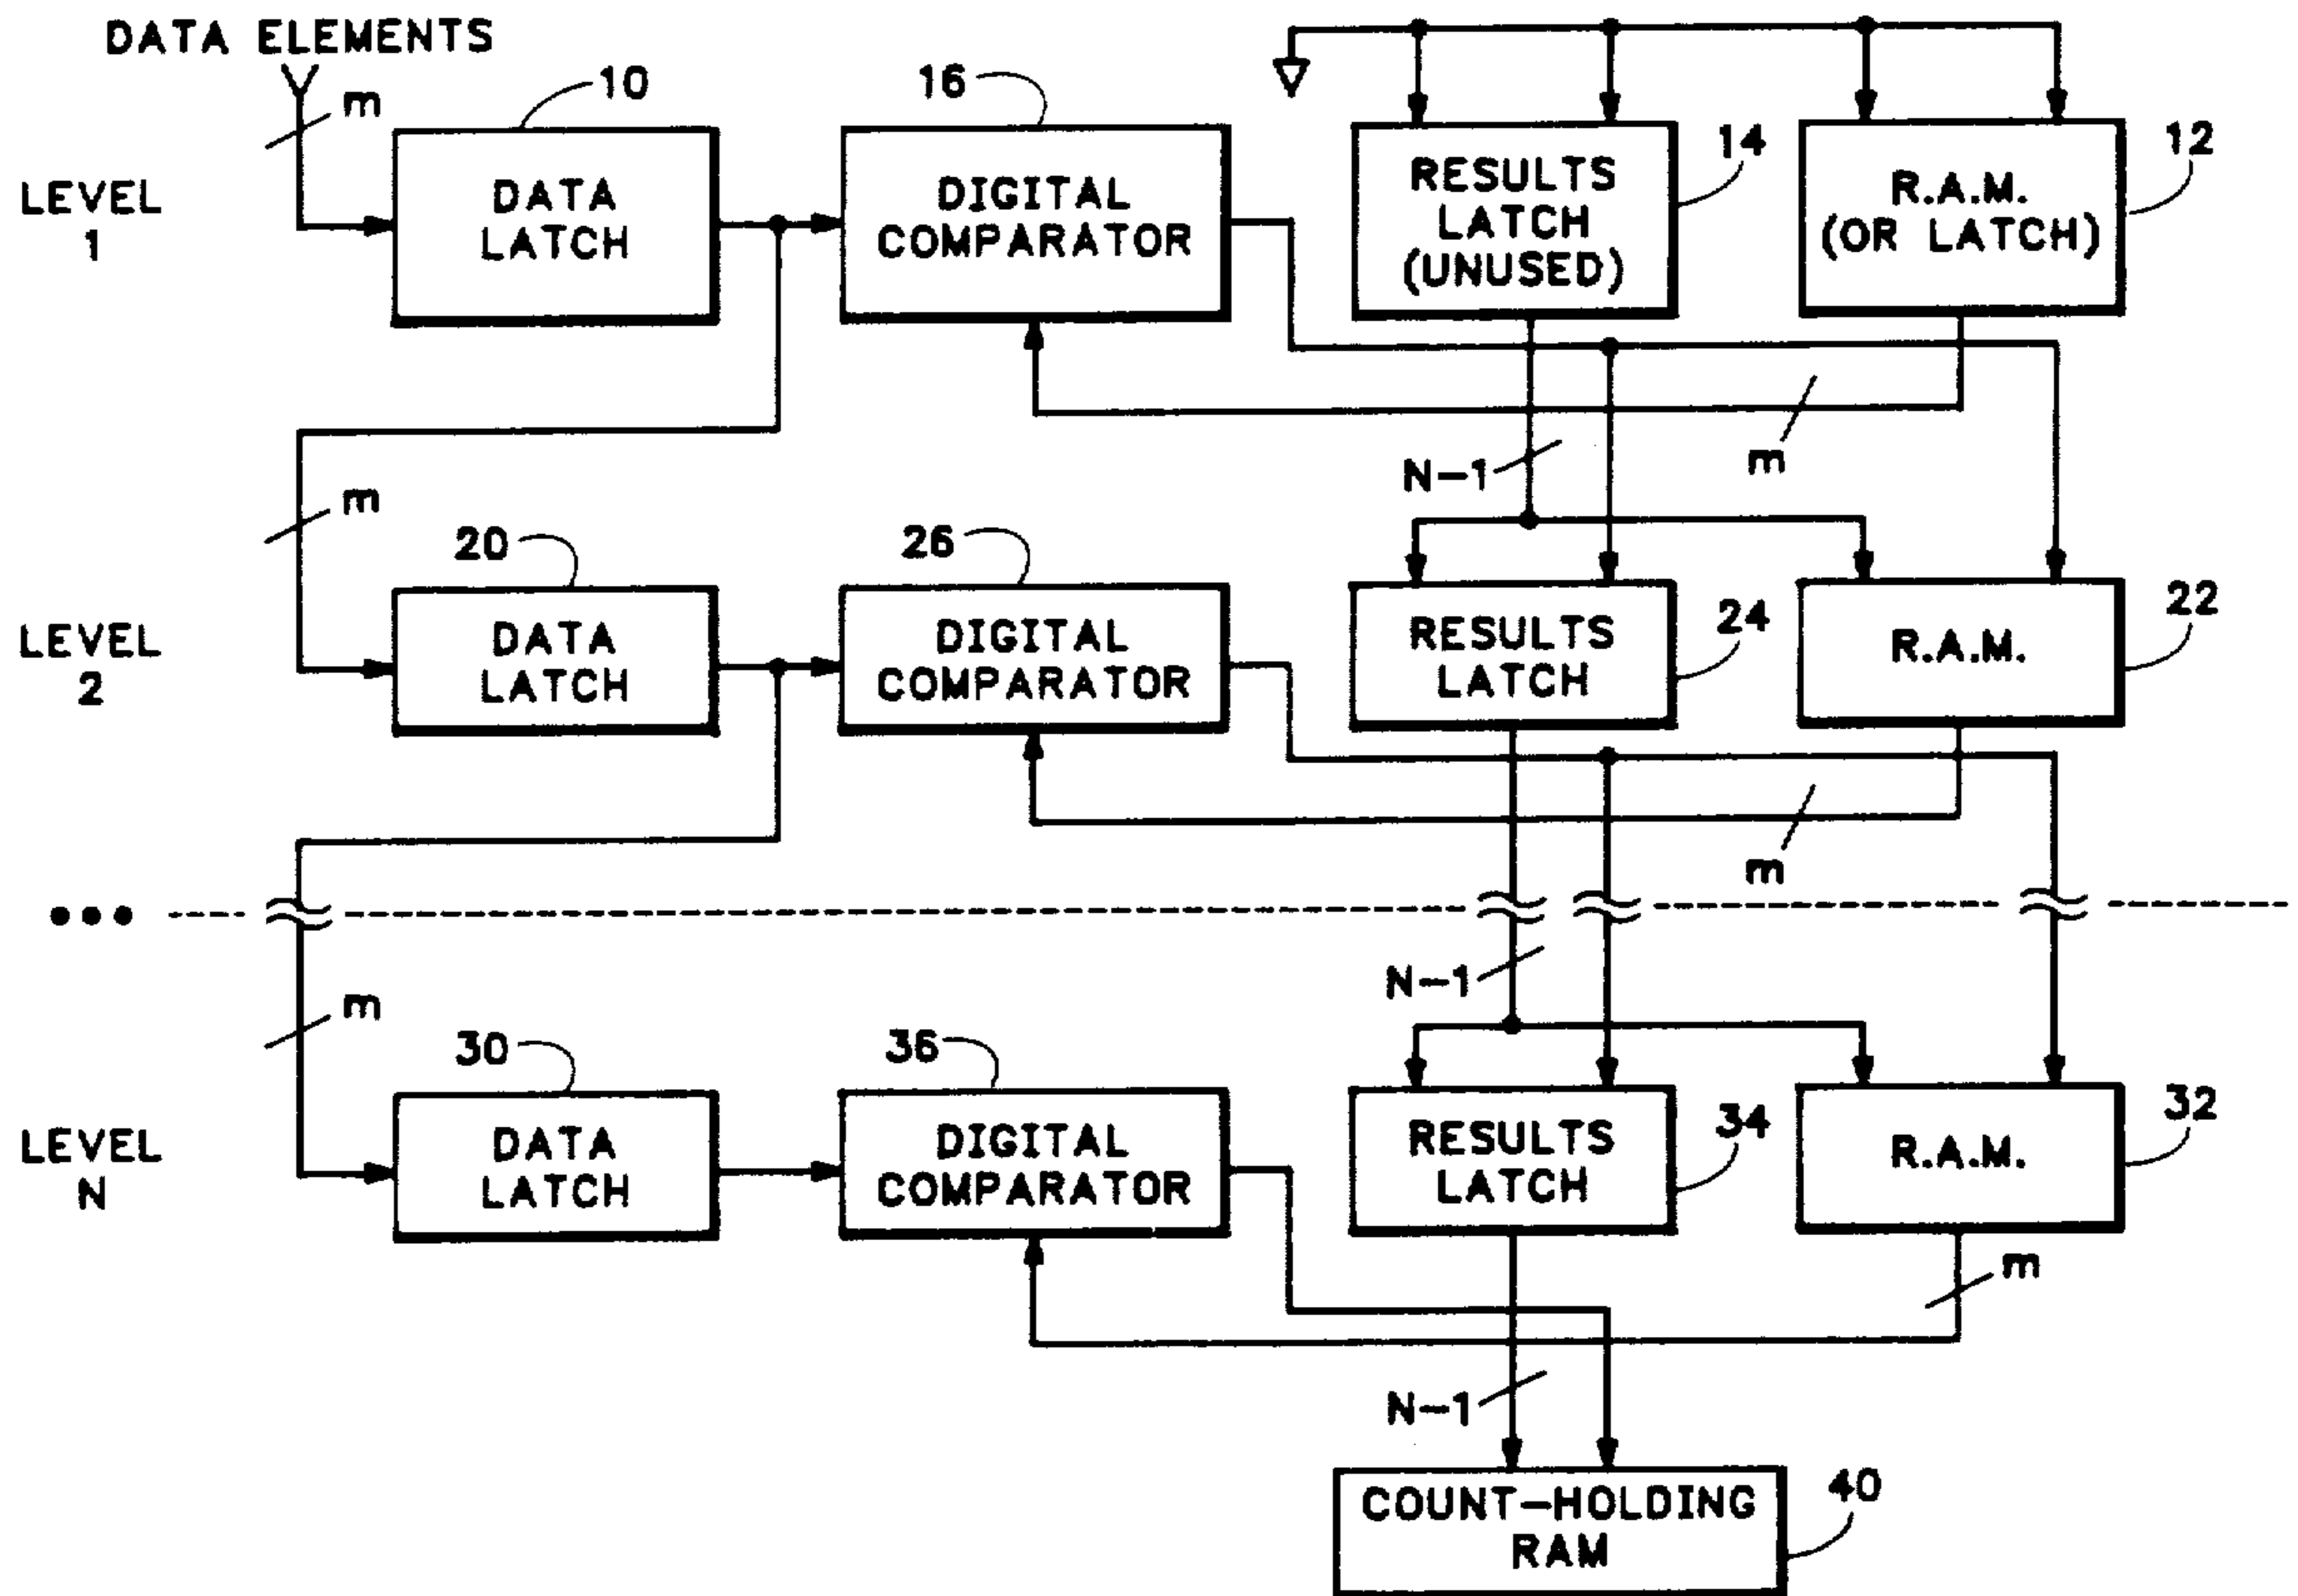 DATA ELEMENTS
m
10
16
14
12
LEVEL
1
DATA
LATCH
DIGITAL
COMPARATOR
RESULTS
LATCH
(UNUSED)
R.A.M.
(OR LATCH)
N-1
m
m
20
26
24
22
LEVEL
2
DATA
LATCH
DIGITAL
COMPARATOR
RESULTS
LATCH
R.A.M.
m
N-1
m
30
36
34
32
LEVEL
N
DATA
LATCH
DIGITAL
COMPARATOR
RESULTS
LATCH
R.A.M.
m
N-1
COUNT-HOLDING
RAM
40